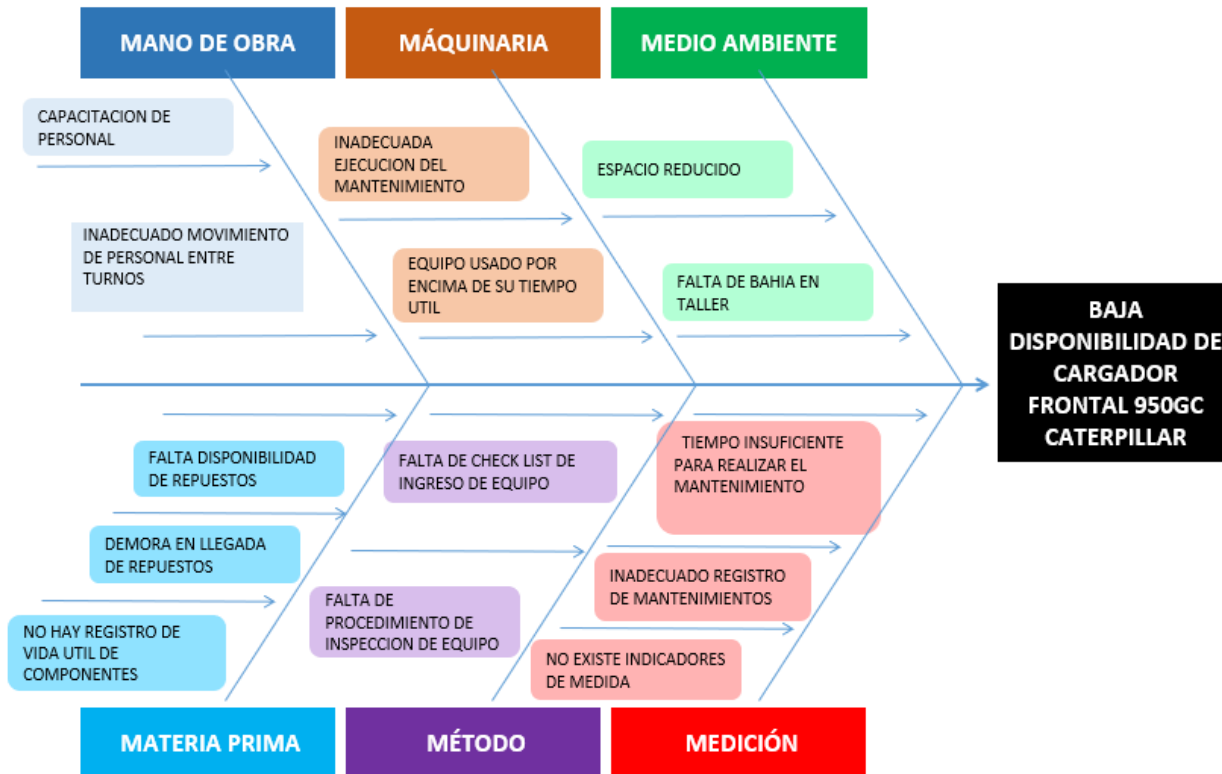 MANO DE OBRA
MÁQUINARIA
MEDIO AMBIENTE
CAPACITACION DE
PERSONAL
INADECUADA
EJECUCION DEL
MANTENIMIENTO
ESPACIO REDUCIDO
INADECUADO MOVIMIENTO
DE PERSONAL ENTRE
TURNOS
EQUIPO USADO POR
ENCIMA DE SU TIEMPO
UTIL
FALTA DE BAHIA EN
TALLER
BAJA
DISPONIBILIDAD DE
CARGADOR
FRONTAL 950GC
CATERPILLAR
FALTA DISPONIBILIDAD
DE REPUESTOS
FALTA DE CHECK LIST DE
INGRESO DE EQUIPO
TIEMPO INSUFICIENTE
PARA REALIZAR EL
MANTENIMIENTO
DEMORA EN LLEGADA
DE REPUESTOS
FALTA DE
PROCEDIMIENTO DE
INSPECCION DE EQUIPO
INADECUADO REGISTRO
DE MANTENIMIENTOS
NO HAY REGISTRO DE
VIDA UTIL DE
COMPONENTES
NO EXISTE INDICADORES
DE MEDIDA
MATERIA PRIMA
MÉTODO
MEDICIÓN